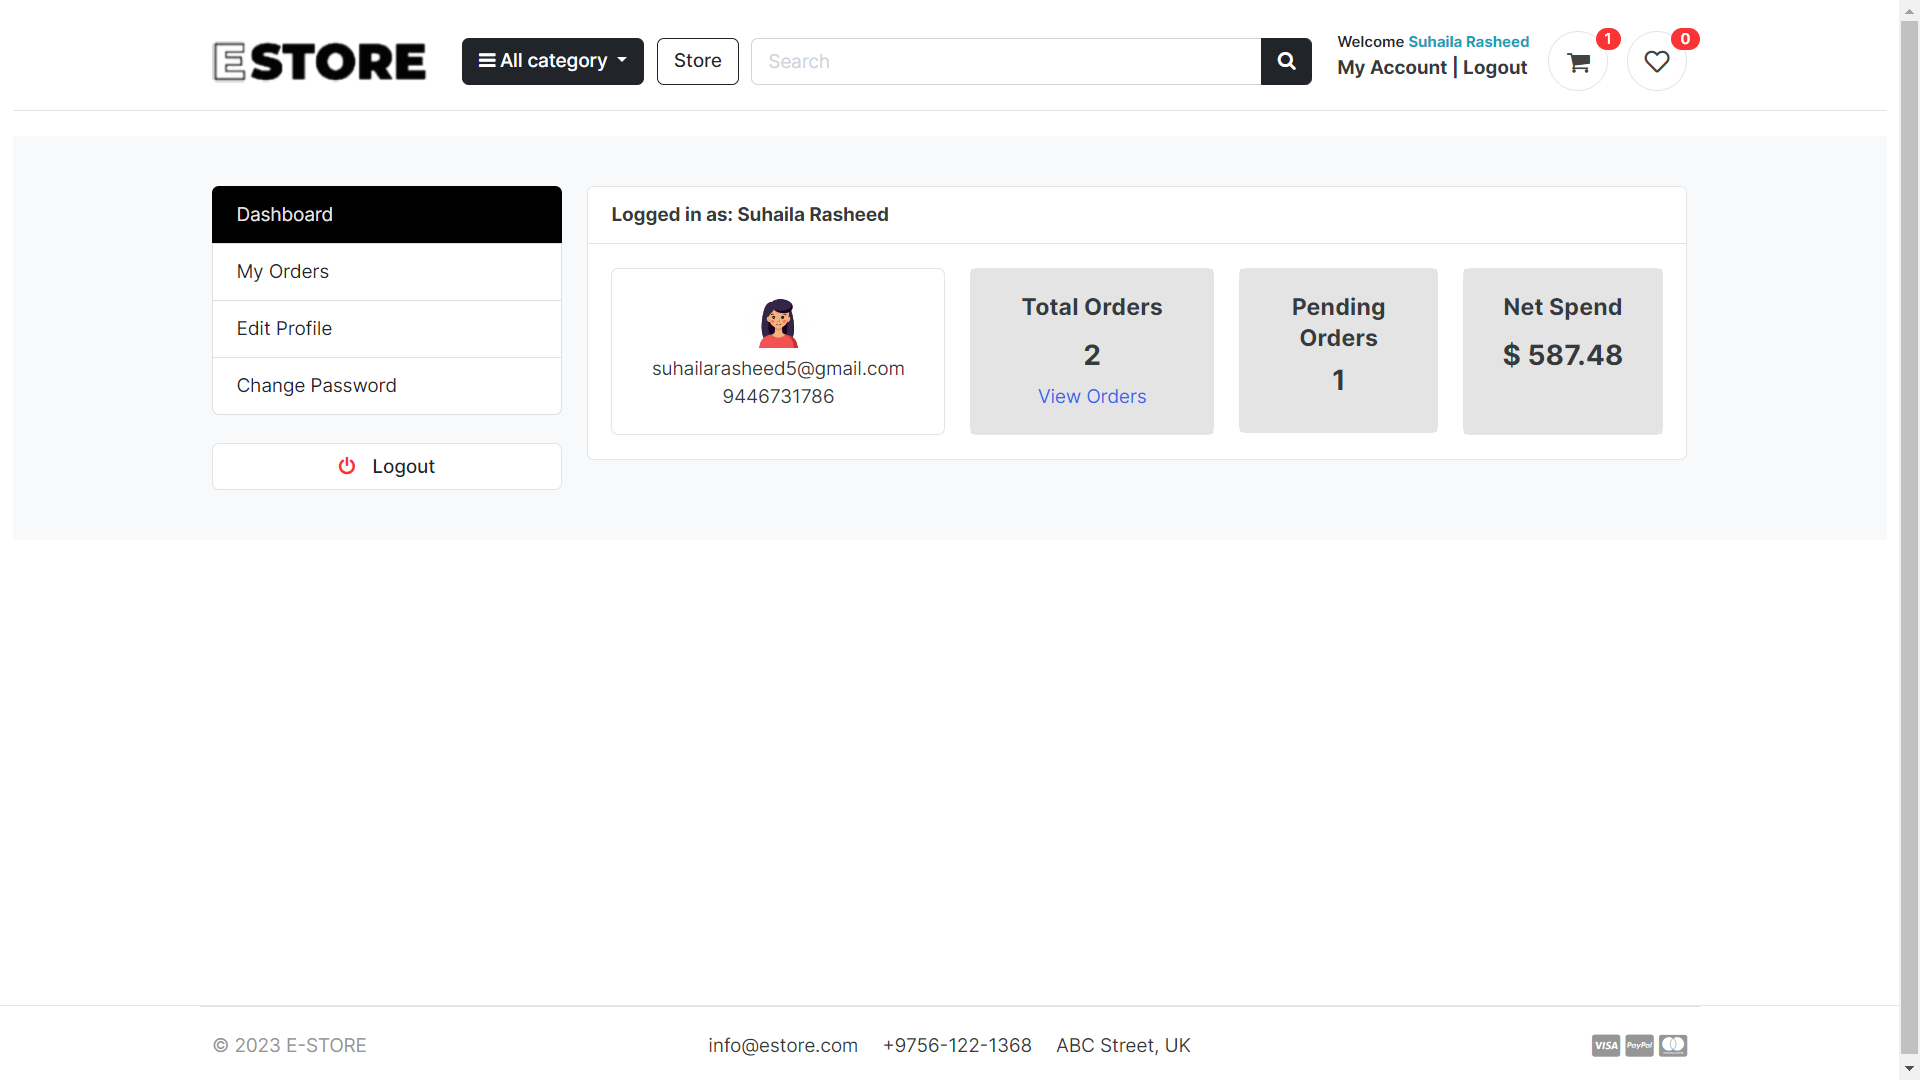 ESTORE
All category
Store
Search
Welcome Suhaila Rasheed
My Account | Logout
1
0
Dashboard
My Orders
Edit Profile
Change Password
Logout
Logged in as: Suhaila Rasheed
suhailarasheed5@gmail.com
9446731786
Total Orders
2
View Orders
Pending
Orders
1
Net Spend
$ 587.48
© 2023 E-STORE
info@estore.com
+9756-122-1368
ABC Street, UK
VISA
PayPal